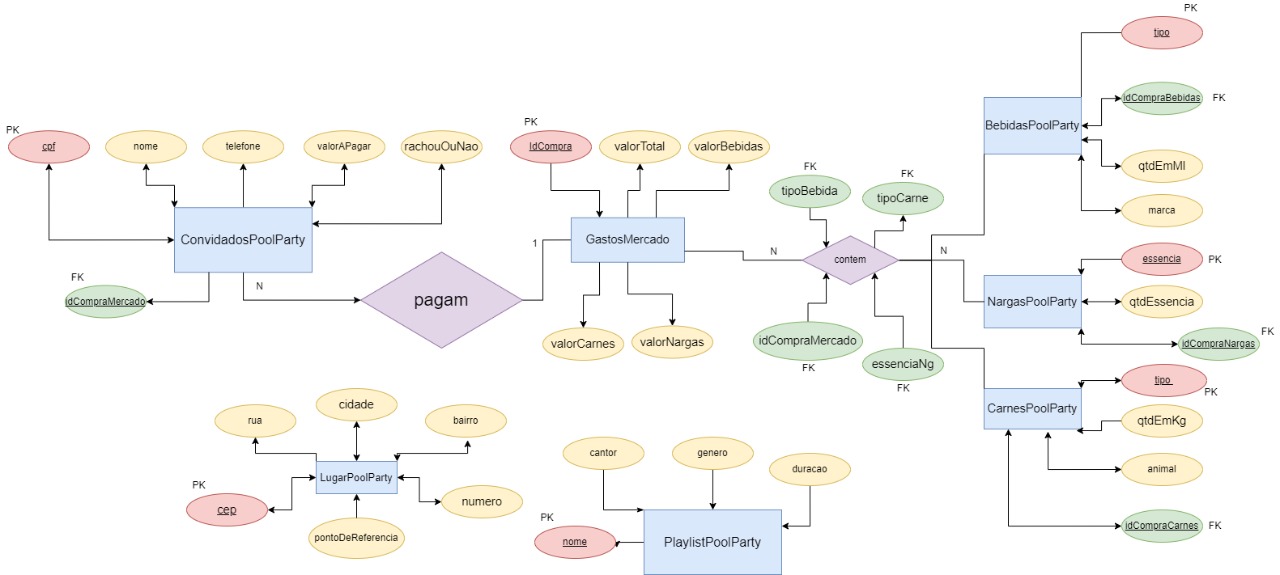 PK
tipo
idCompraBebidas
FK
BebidasPoolParty
qtdEmMl
marca
PK
cpf
nome
telefone
valorAPagar
rachouOuNao
ConvidadosPoolParty
FK
idCompraMercado
N
pagam
1
PK
IdCompra
valorTotal
valorBebidas
GastosMercado
valorCarnes
valorNargas
N
FK
tipoBebida
FK
tipoCarne
contem
N
idCompraMercado
FK
essenciaNg
FK
essencia
PK
NargasPoolParty
qtdEssencia
FK
idCompraNargas
tipo
PK
CarnesPoolParty
qtdEmKg
animal
idCompraCarnes
FK
rua
cidade
bairro
LugarPoolParty
PK
cep
numero
pontoDeReferencia
cantor
genero
duracao
PK
nome
PlaylistPoolParty